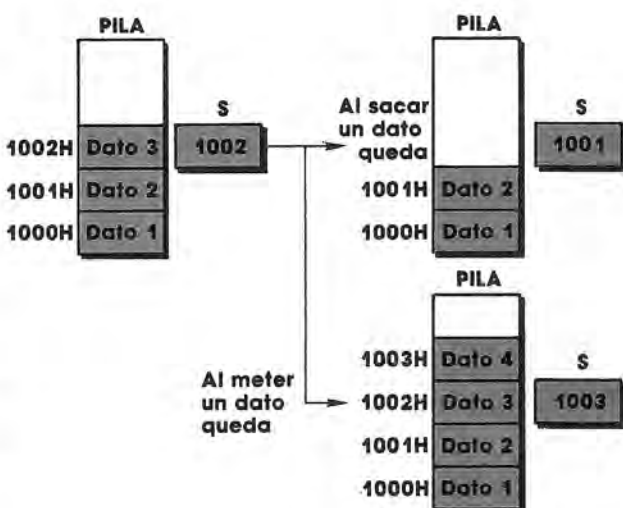 PILA
S
1002H Dato 3 1002
1001H Dato 2
1000H Dato 1
Al sacar
un dato
queda
PILA
S
1001
1001H Dato 2
1000H Dato 1
Al meter
un dato
queda
PILA
1003H Dato 4
S
1002H Dato 3 1003
1001H Dato 2
1000H Dato 1